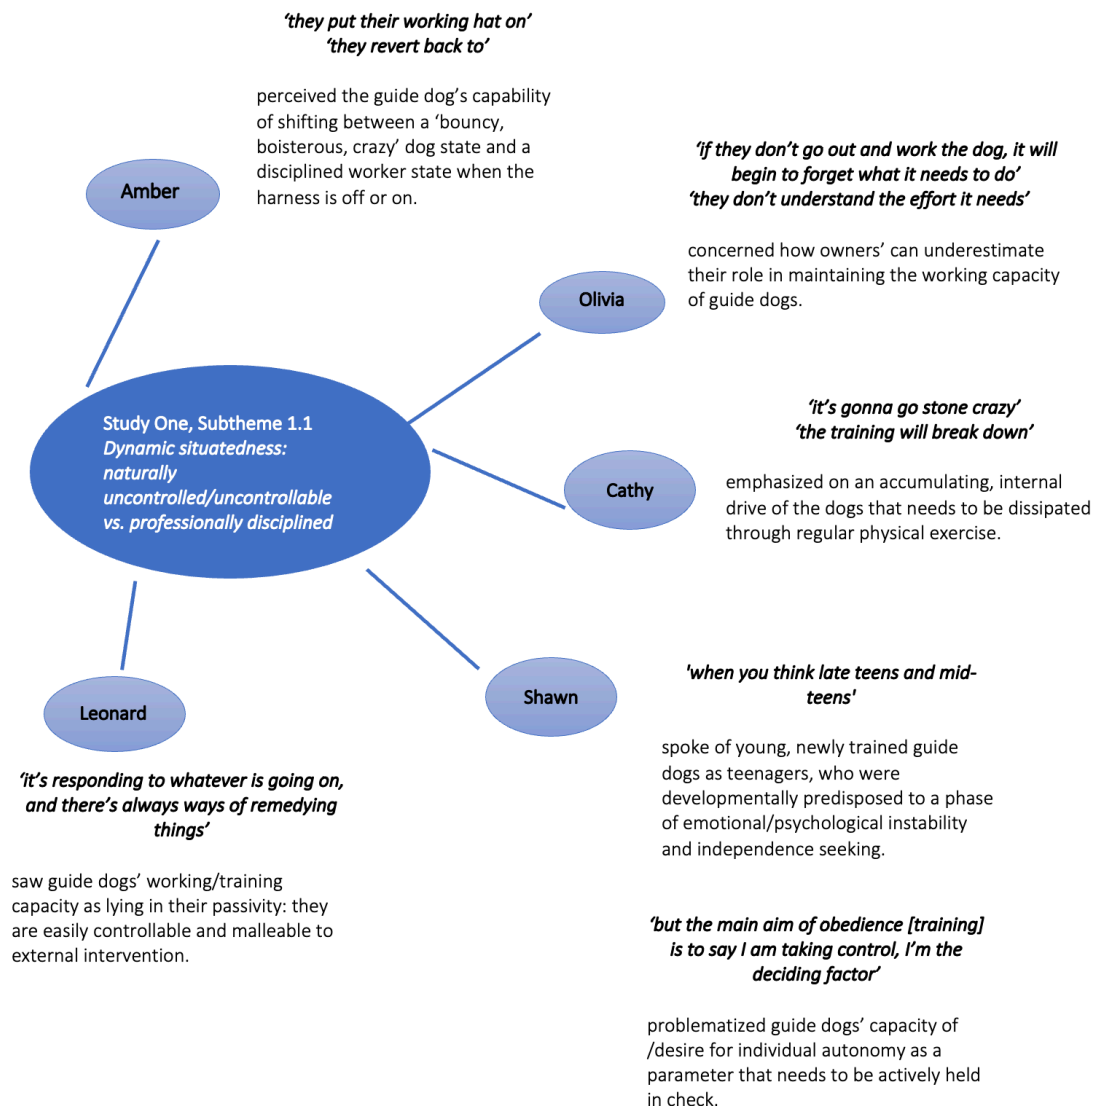 ‘they put their working hat on’
‘they revert back to’
perceived the guide dog’s capability
of shifting between a ‘bouncy,
boisterous, crazy’ dog state and a
disciplined worker state when the
harness is off or on.
Amber
‘if they don’t go out and work the dog, it will
begin to forget what it needs to do’
‘they don’t understand the effort it needs’
concerned how owners’ can underestimate
their role in maintaining the working capacity
of guide dogs.
Olivia
Study One, Subtheme 1.1
Dynamic situatedness:
naturally
uncontrolled/uncontrollable
vs. professionally disciplined
‘it’s gonna go stone crazy’
‘the training will break down’
emphasized on an accumulating, internal
drive of the dogs that needs to be dissipated
through regular physical exercise.
Cathy
Shawn
'when you think late teens and mid-
teens'
spoke of young, newly trained guide
dogs as teenagers, who were
developmentally predisposed to a phase
of emotional/psychological instability
and independence seeking.
‘but the main aim of obedience [training]
is to say I am taking control, I’m the
deciding factor’
problematized guide dogs’ capacity of
/desire for individual autonomy as a
parameter that needs to be actively held
in check.
Leonard
‘it’s responding to whatever is going on,
and there’s always ways of remedying
things’
saw guide dogs’ working/training
capacity as lying in their passivity: they
are easily controllable and malleable to
external intervention.